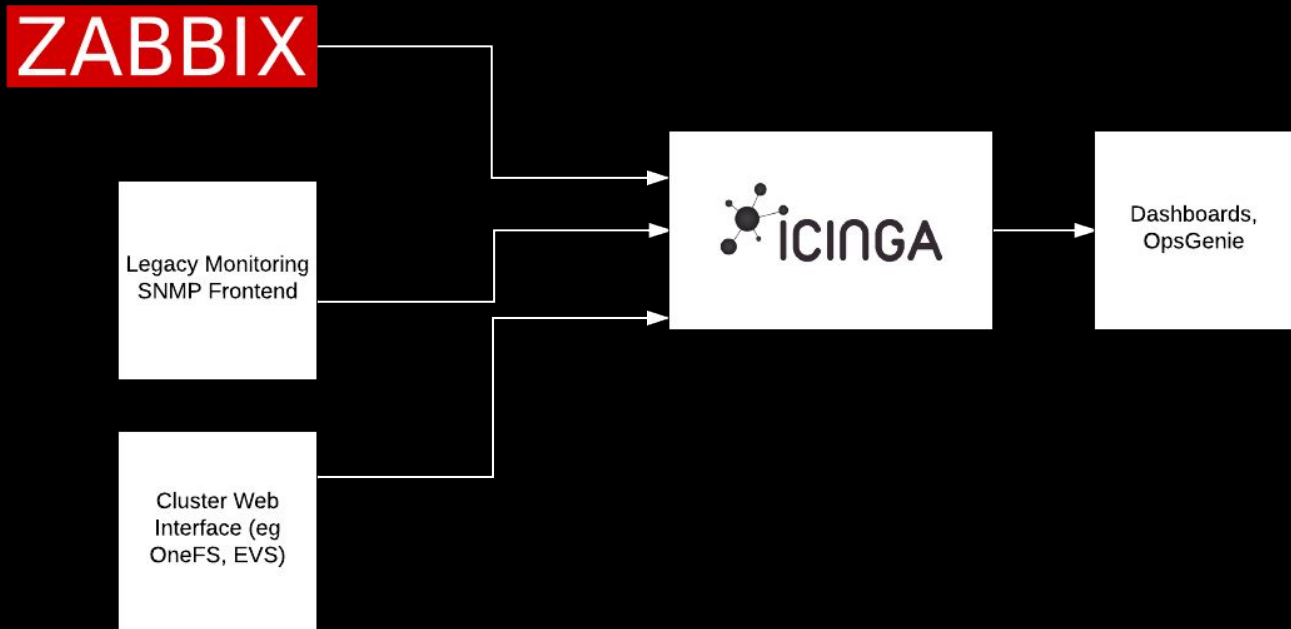 ZABBIX
Legacy Monitoring
SNMP Frontend
Cluster Web
Interface (eg
OneFS, EVS)
iCINGA
Dashboards,
OpsGenie